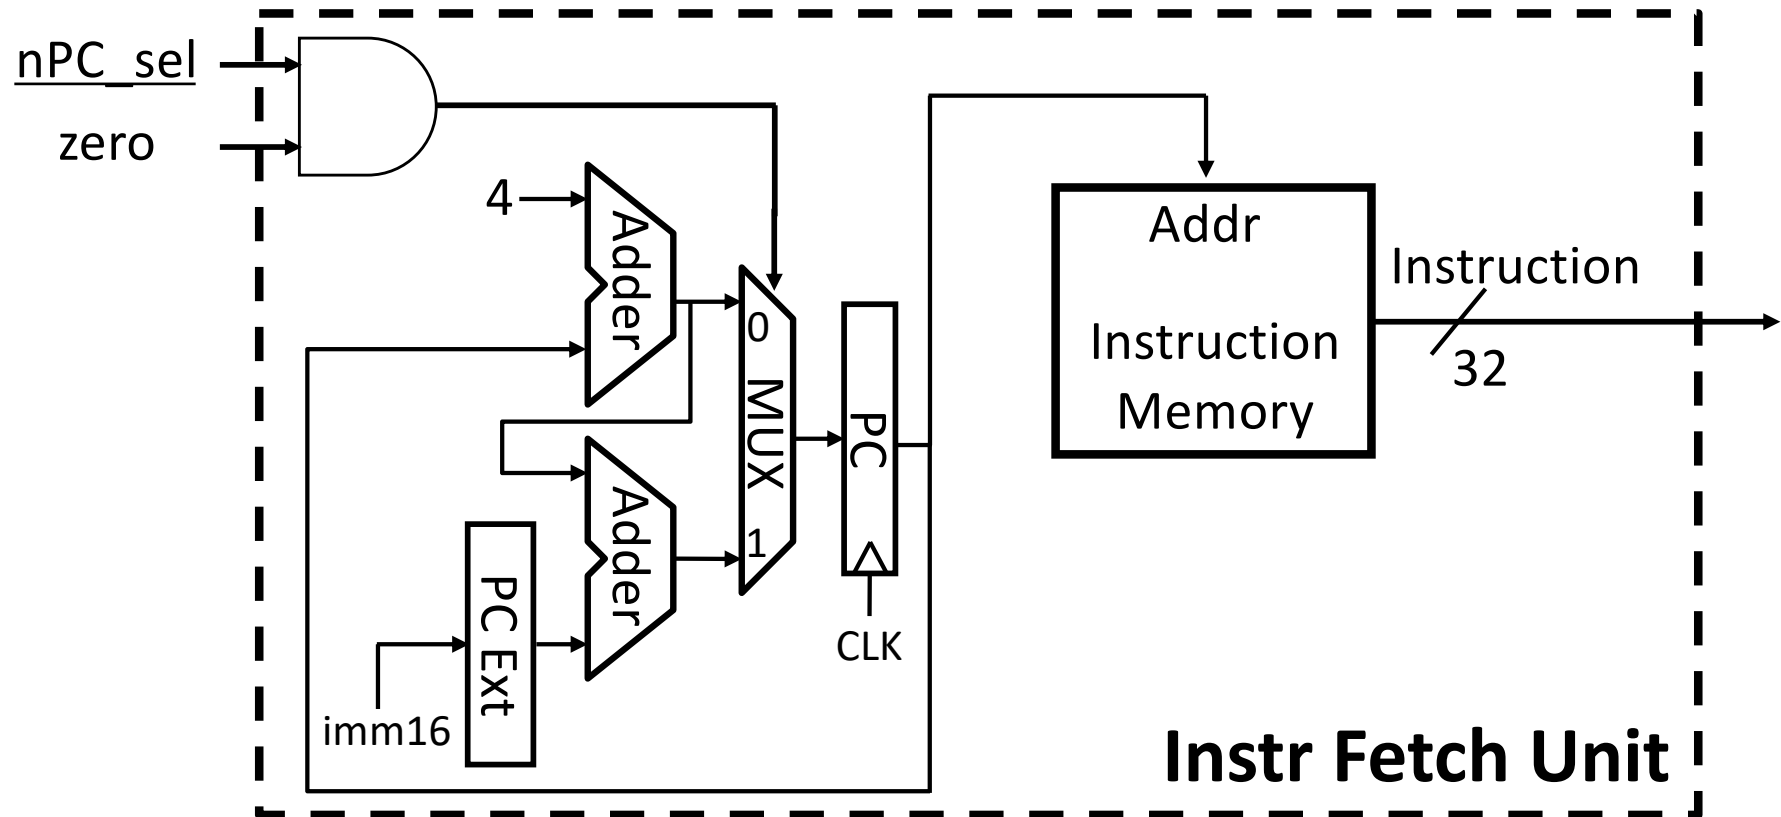 nPC_sel
zero
4
Adder
Adder
0
MUX
1
PC
CLK
PC Ext
imm16
Addr
Instruction
Memory
Instruction
32
Instr Fetch Unit